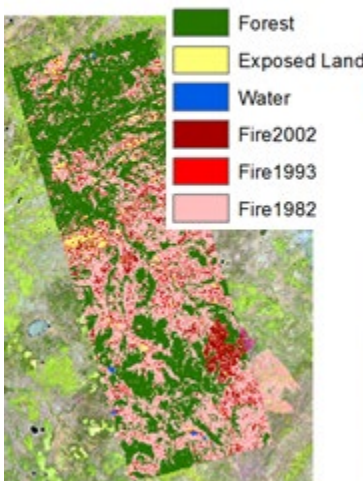 Forest
Exposed Land
Water
Fire2002
Fire1993
Fire1982